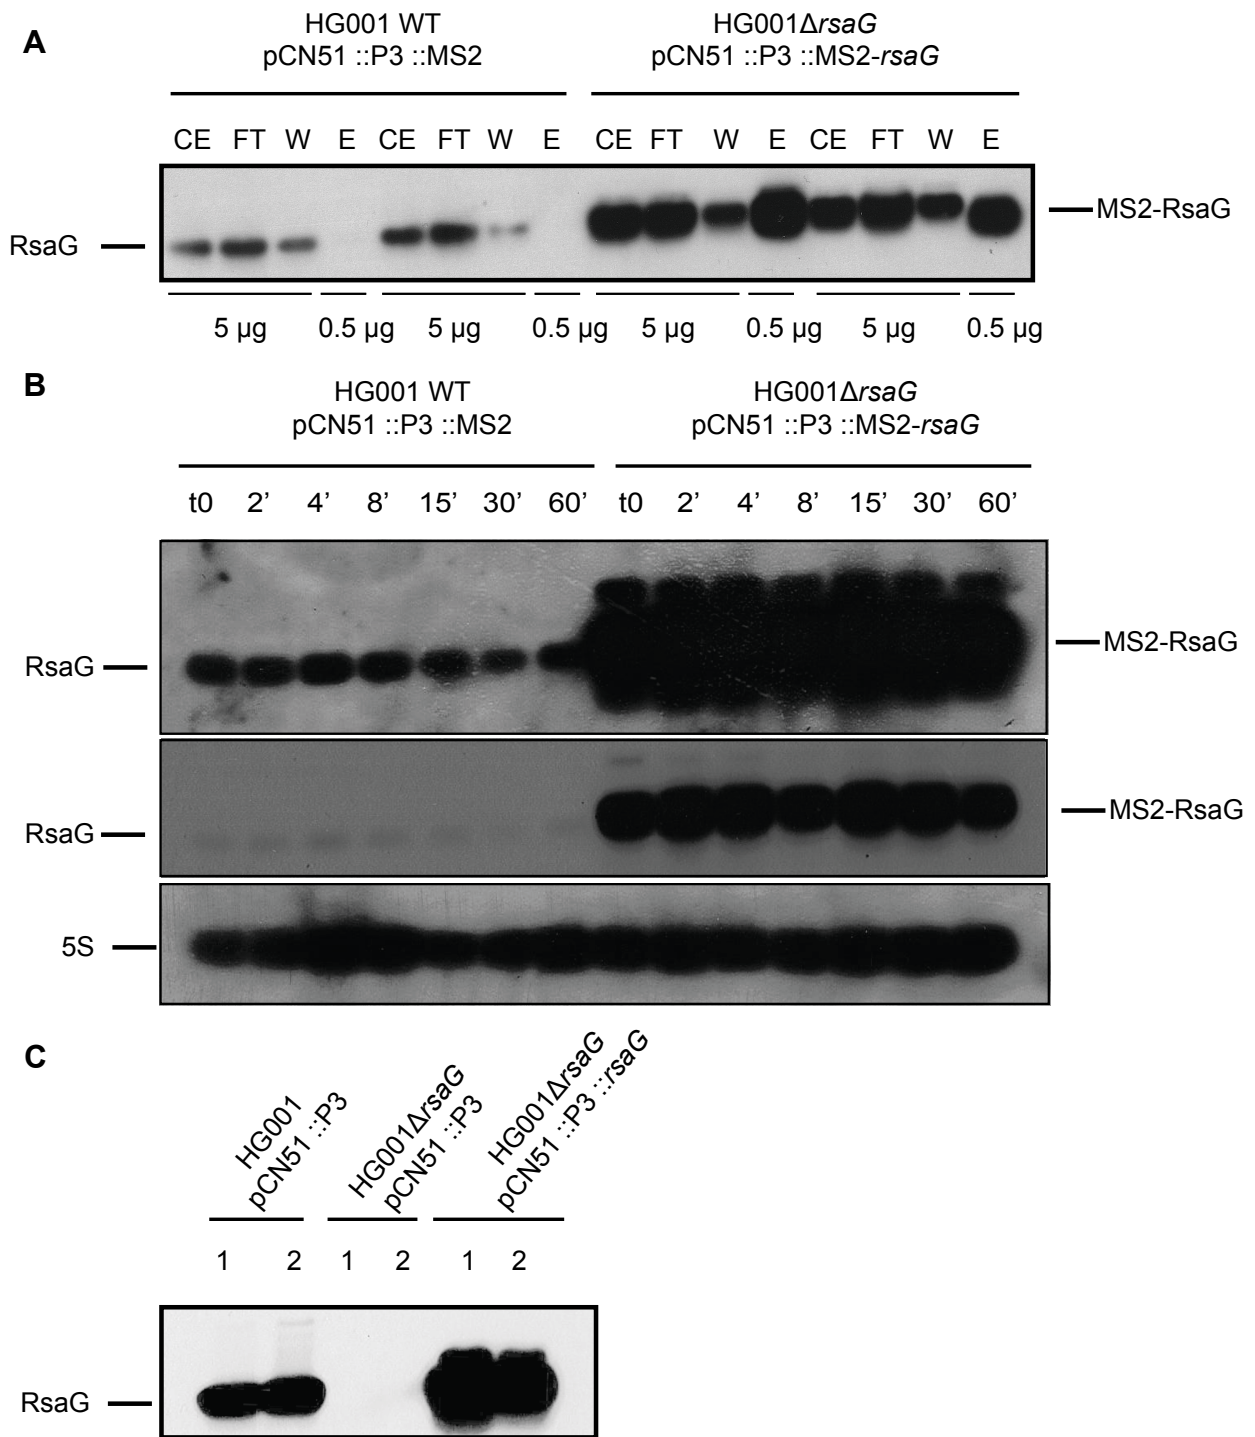 A
HG001 WT
pCN51 ::P3 ::MS2
HG001ΔrsaG
pCN51 ::P3 ::MS2-rsaG
CE FT W E CE FT W E CE FT W E CE FT W E
RsaG
MS2-RsaG
5 µg 0.5 µg 5 µg 0.5 µg 5 µg 0.5 µg 5 µg 0.5 µg
B
HG001 WT
pCN51 ::P3 ::MS2
HG001ΔrsaG
pCN51 ::P3 ::MS2-rsaG
t0 2’ 4’ 8’ 15’ 30’ 60’ t0 2’ 4’ 8’ 15’ 30’ 60’
RsaG
MS2-RsaG
RsaG
MS2-RsaG
5S
C
HG001
pCN51 ::P3
HG001ΔrsaG
pCN51 ::P3
HG001ΔrsaG
pCN51 ::P3 ::rsaG
1 2 1 2 1 2
RsaG